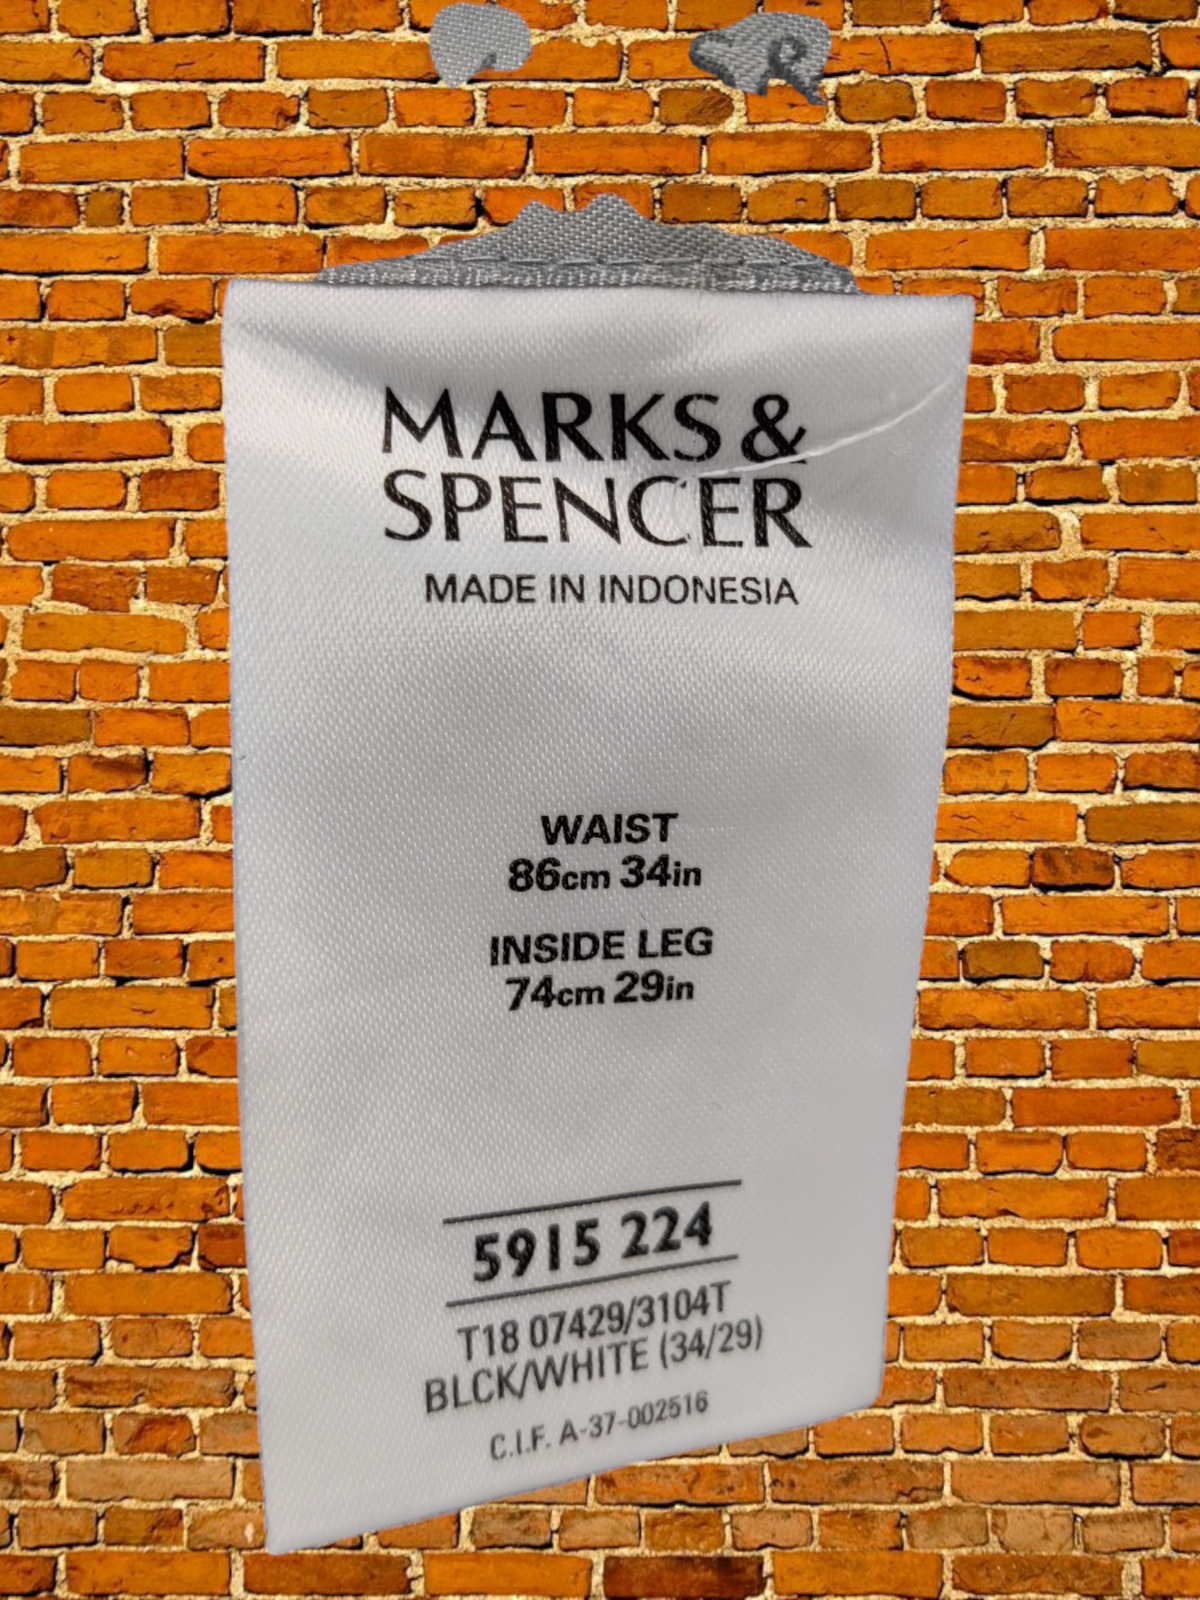 MARKS &
SPENCER
MADE IN INDONESIA
WAIST
86cm 34in
INSIDE LEG
74cm 29in
5915 224
T18 07429/3104T
BLCK/WHITE (34/29)
C.I.F. A-37-002516